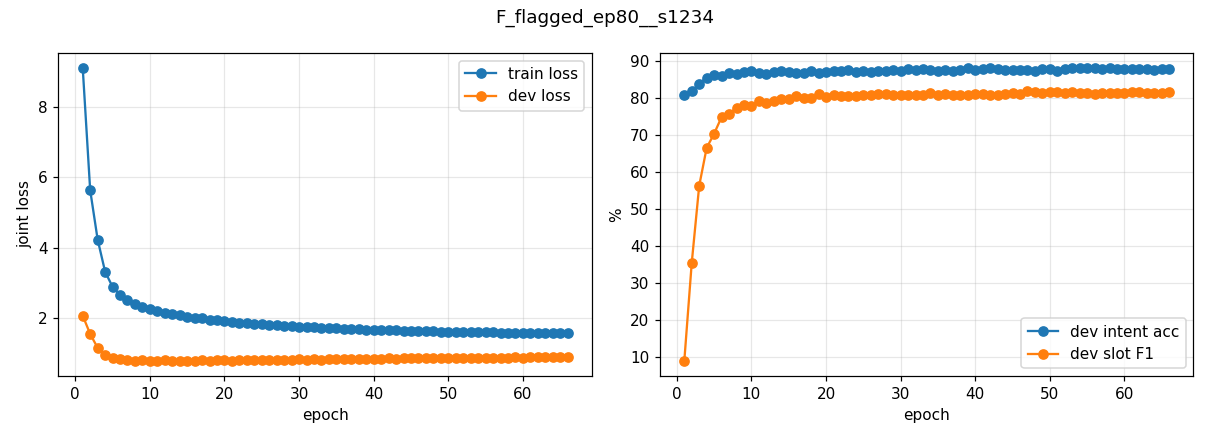 F_flagged_ep80__s1234
joint loss
8
6
4
2
0 10 20 30 40 50 60
epoch
train loss
dev loss
%
90
80
70
60
50
40
30
20
10
0 10 20 30 40 50 60
epoch
dev intent acc
dev slot F1